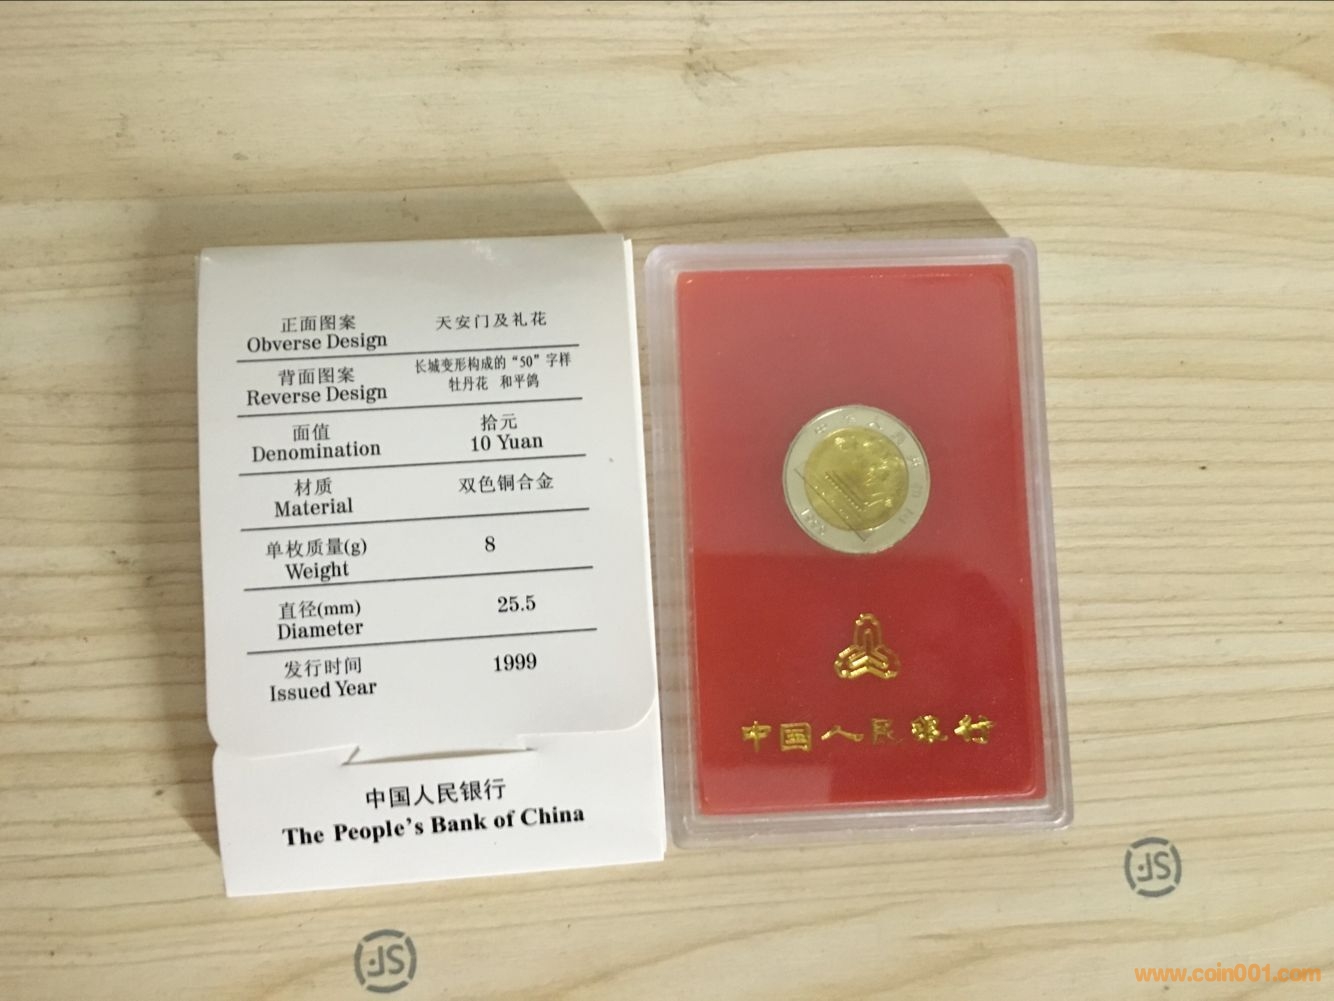 正面图案 天安门及礼花
Obverse Design
背面图案 长城变形构成的“50”字样
Reverse Design 牡丹花 和平鸽
面值 拾元
Denomination 10 Yuan
材质 双色铜合金
Material
单枚质量(g) 8
Weight
直径(mm) 25.5
Diameter
发行时间 1999
Issued Year
中国人民银行
The People's Bank of China
中国人民银行
JS
JS
www.coin001.com